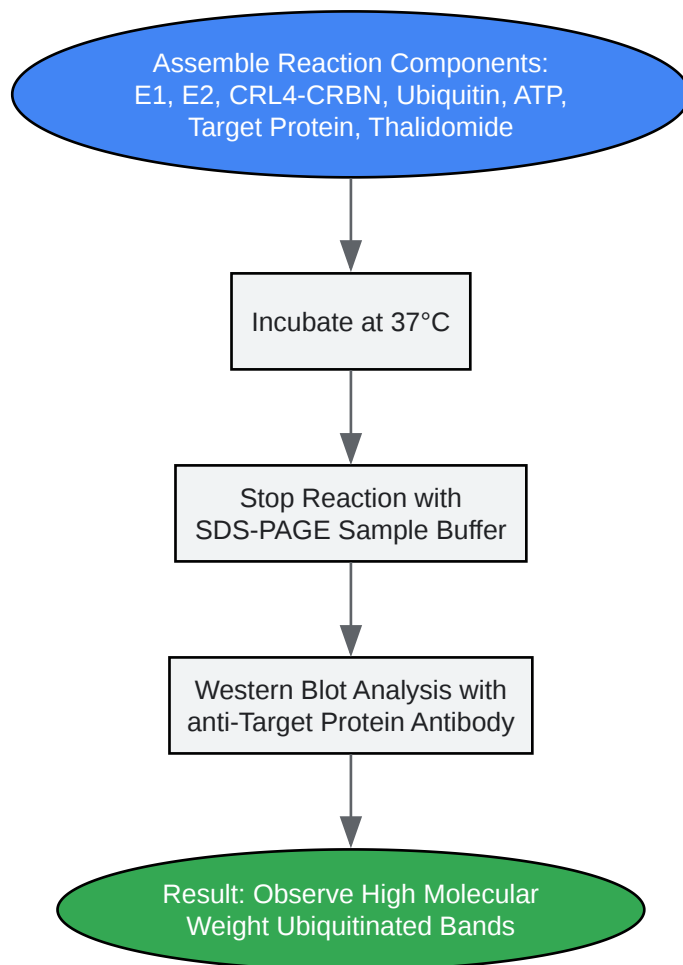 Assemble Reaction Components:
E1, E2, CRL4-CRBN, Ubiquitin, ATP,
Target Protein, Thalidomide
Incubate at 37°C
Stop Reaction with
SDS-PAGE Sample Buffer
Western Blot Analysis with
anti-Target Protein Antibody
Result: Observe High Molecular
Weight Ubiquitinated Bands